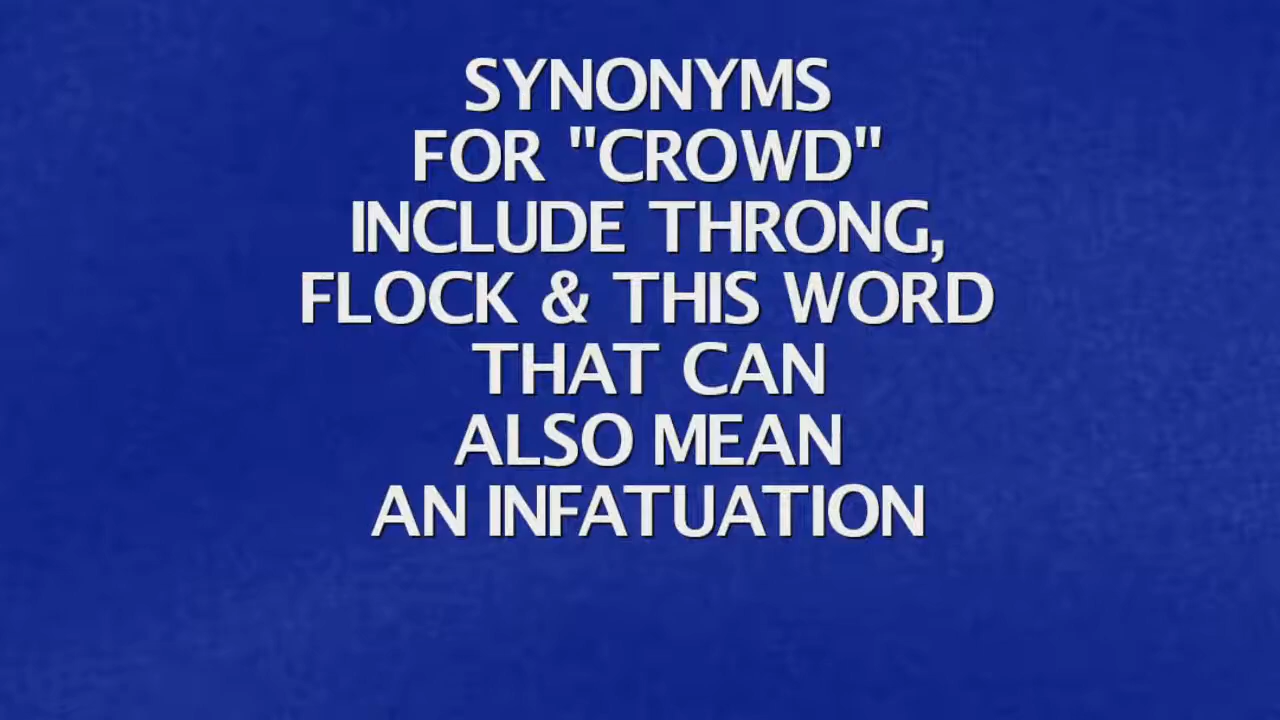 SYNONYMS
FOR "CROWD"
INCLUDE THRONG,
FLOCK & THIS WORD
THAT CAN
ALSO MEAN
AN INFATUATION